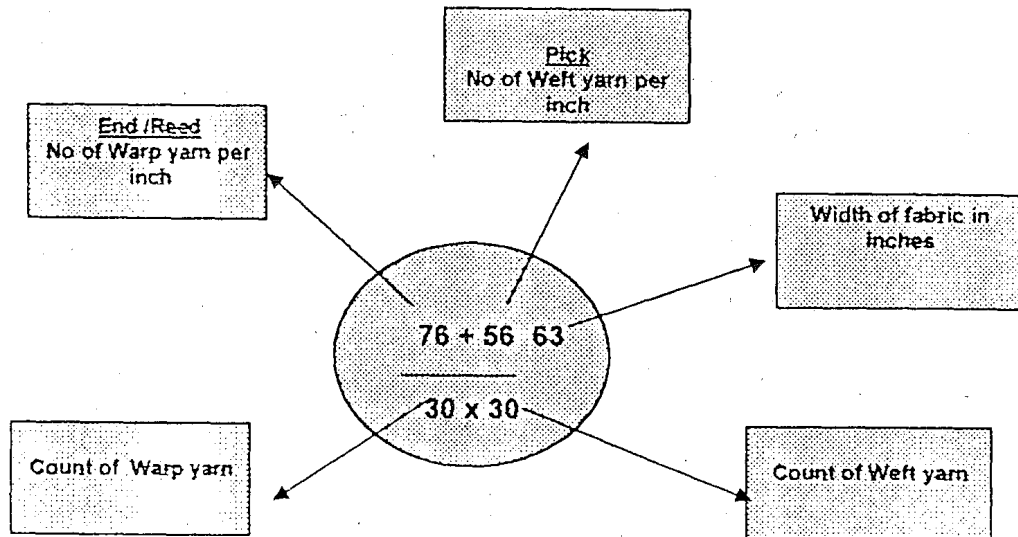 Pick
No of Weft yarn per
inch
End /Reed
No of Warp yarn per
inch
Width of fabric in
inches
76 + 56 63
30 x 30
Count of Warp yarn
Count of Weft yarn